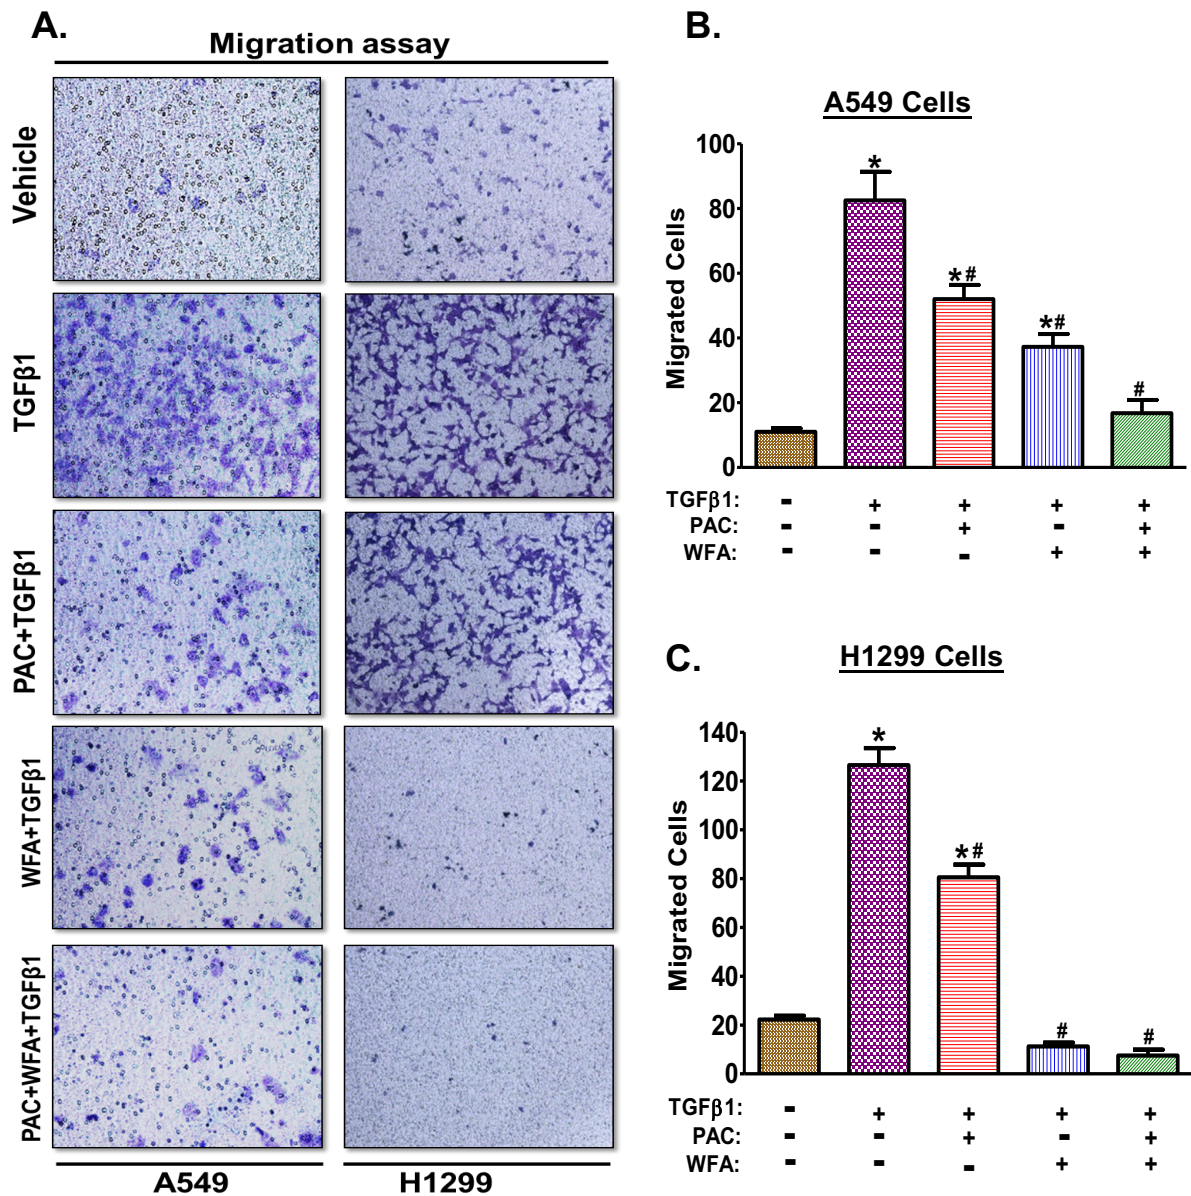 A.
Migration assay
Vehicle
TGFβ1
PAC+TGFβ1
WFA+TGFβ1
PAC+WFA+TGFβ1
A549 H1299
B.
A549 Cells
Migrated Cells
100
80
60
40
20
0
*
*#
*#
#
TGFβ1: - + + + +
PAC: - - + - +
WFA: - - - + +
C.
H1299 Cells
Migrated Cells
140
120
100
80
60
40
20
0
*
*#
#
#
TGFβ1: - + + + +
PAC: - - + - +
WFA: - - - + +